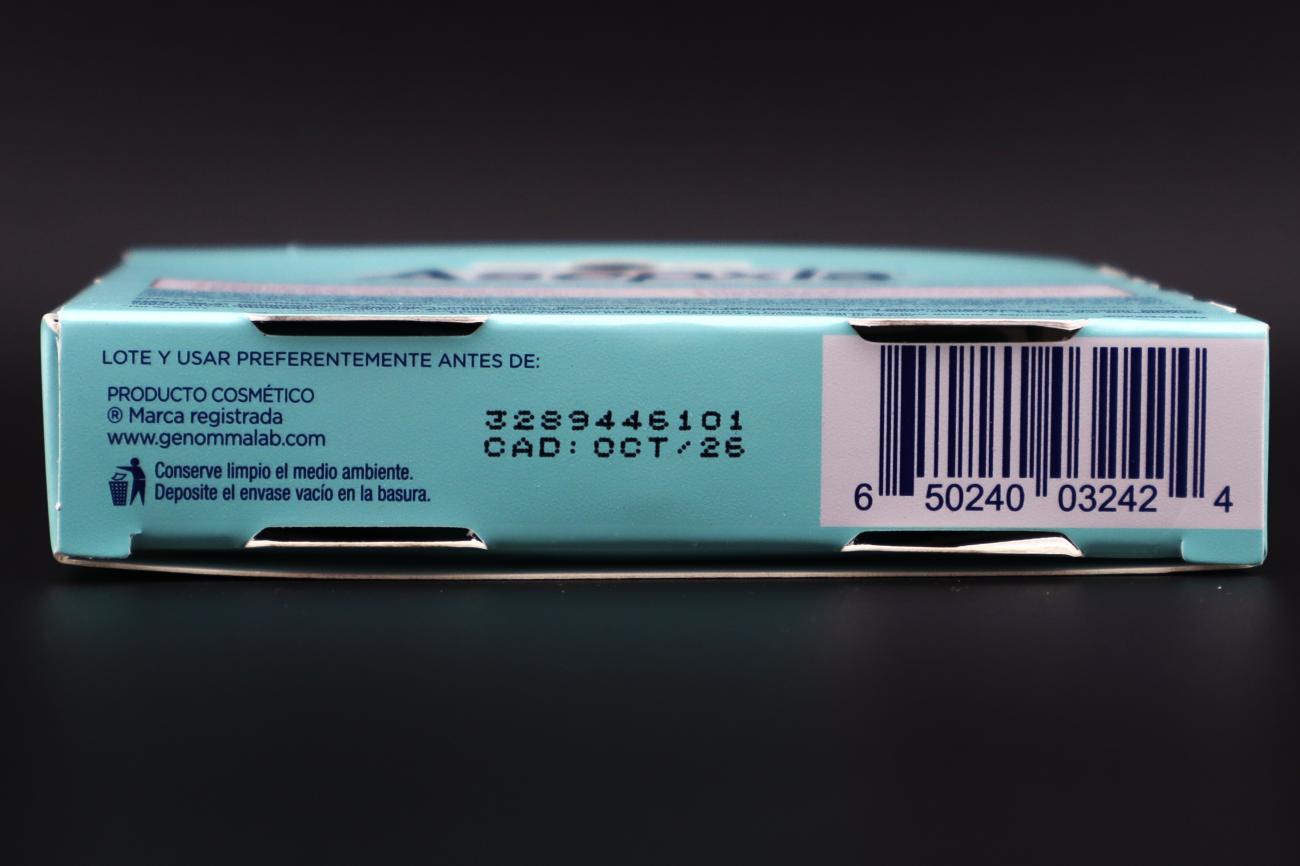 Asepxia
LOTE Y USAR PREFERENTEMENTE ANTES DE:
PRODUCTO COSMÉTICO
® Marca registrada
www.genommalab.com
Conserve limpio el medio ambiente.
Deposite el envase vacío en la basura.
3289446101
CAD: OCT/26
6 50240 03242 4